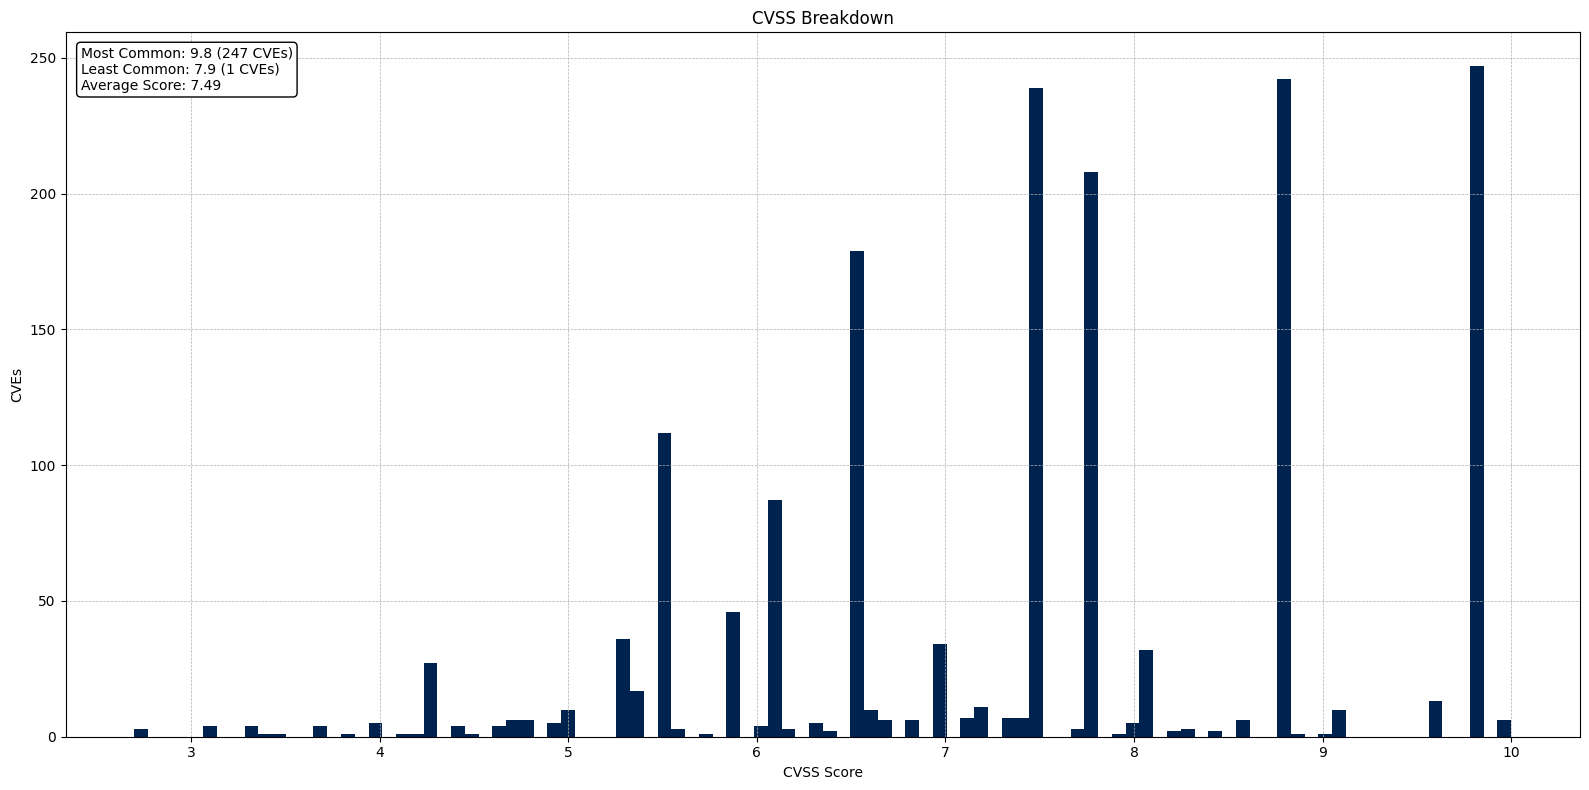 CVSS Breakdown
Most Common: 9.8 (247 CVEs)
Least Common: 7.9 (1 CVEs)
Average Score: 7.49
250
200
150
100
50
0
CVEs
3 4 5 6 7 8 9 10
CVSS Score